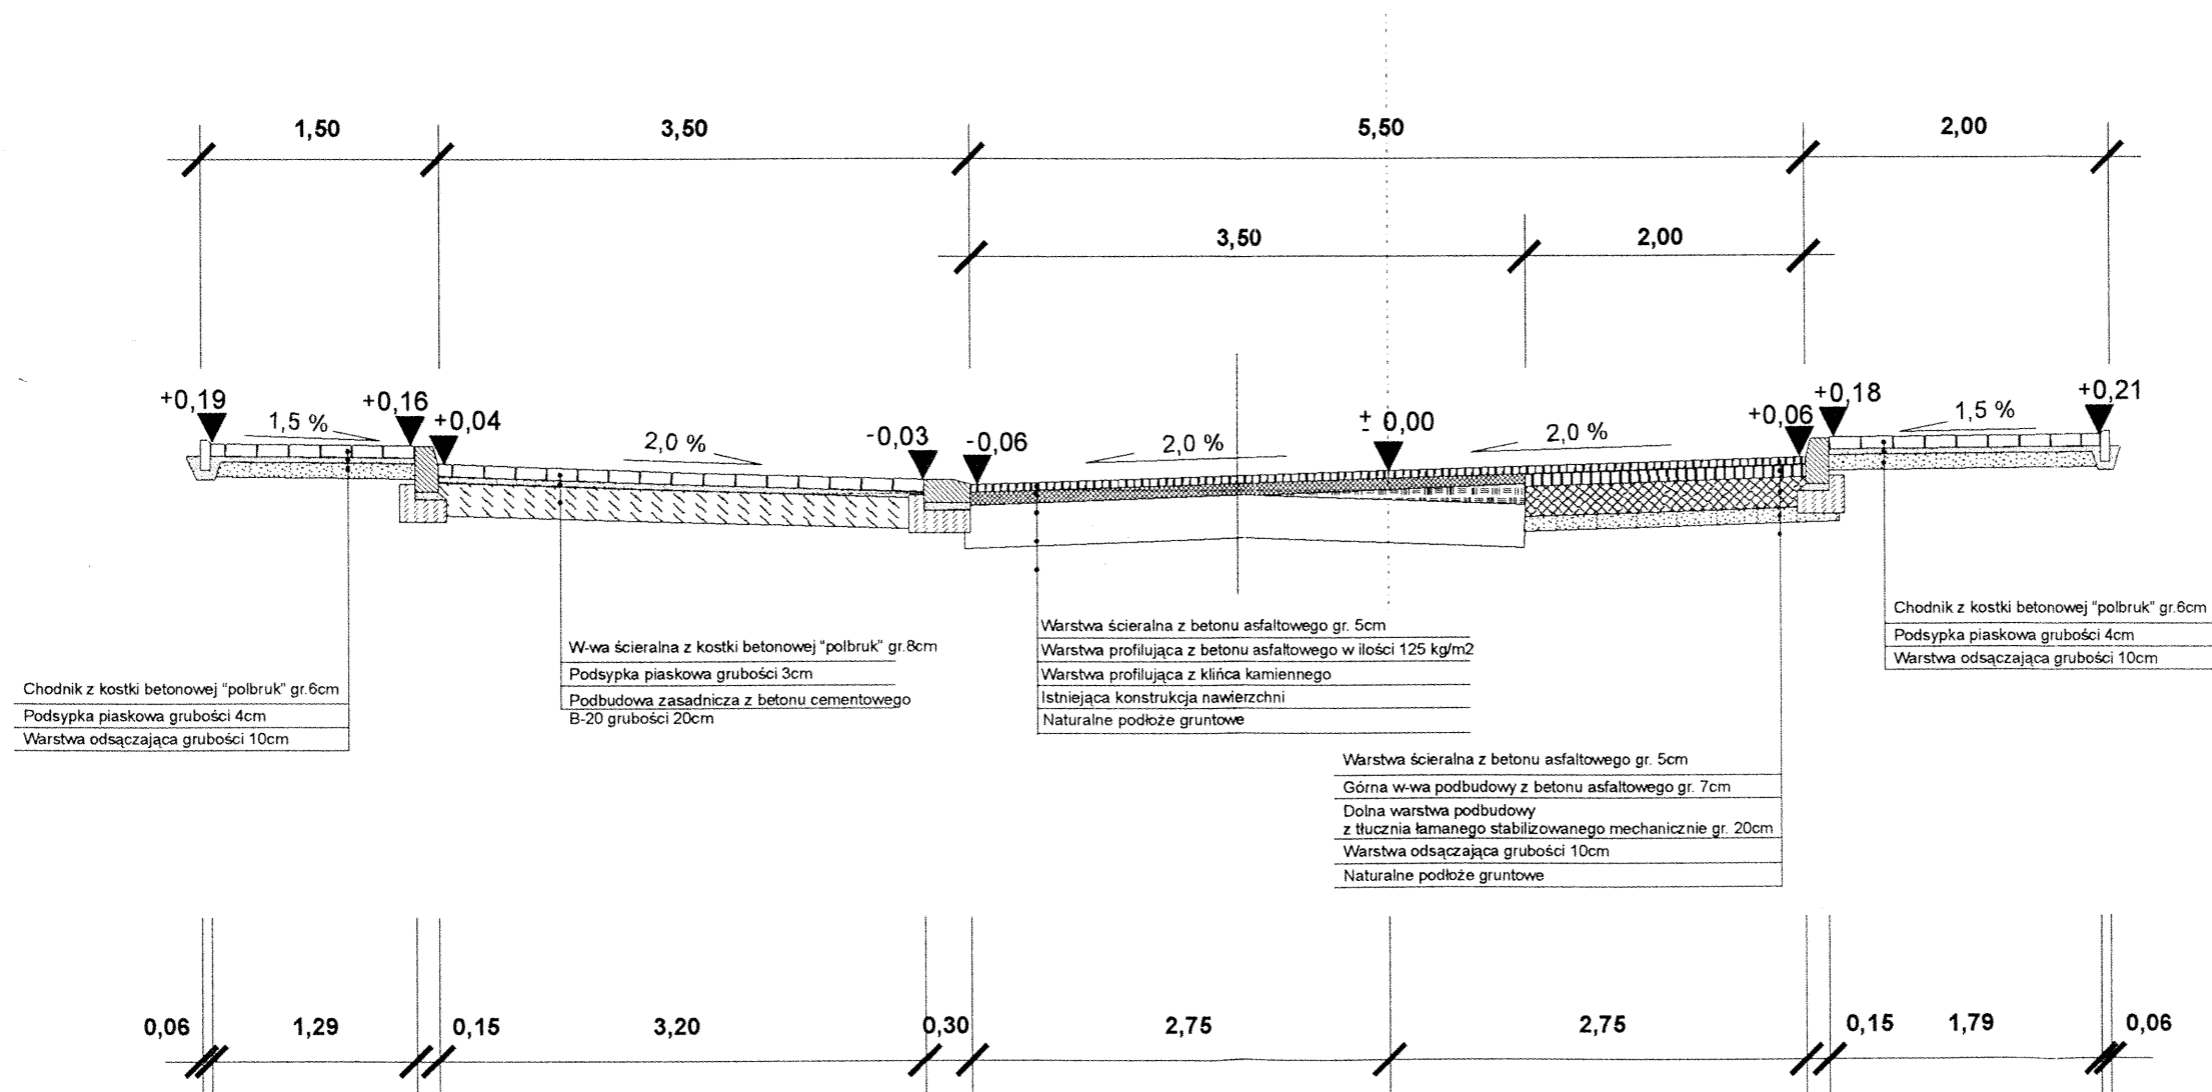 1,50 3,50 5,50 2,00
3,50 2,00
+0,19 1,5 % +0,16 +0,04 2,0 % -0,03 -0,06 2,0 % ± 0,00 2,0 % +0,06 +0,18 1,5 % +0,21
Chodnik z kostki betonowej "polbruk" gr.6cm
Podsypka piaskowa grubości 4cm
Warstwa odsączająca grubości 10cm
W-wa ścieralna z kostki betonowej "polbruk" gr.8cm
Podsypka piaskowa grubości 3cm
Podbudowa zasadnicza z betonu cementowego
B-20 grubości 20cm
Warstwa ścieralna z betonu asfaltowego gr. 5cm
Warstwa profilująca z betonu asfaltowego w ilości 125 kg/m2
Warstwa profilująca z klińca kamiennego
Istniejąca konstrukcja nawierzchni
Naturalne podłoże gruntowe
Warstwa ścieralna z betonu asfaltowego gr. 5cm
Górna w-wa podbudowy z betonu asfaltowego gr. 7cm
Dolna warstwa podbudowy
z tłucznia łamanego stabilizowanego mechanicznie gr. 20cm
Warstwa odsączająca grubości 10cm
Naturalne podłoże gruntowe
Chodnik z kostki betonowej "polbruk" gr.6cm
Podsypka piaskowa grubości 4cm
Warstwa odsączająca grubości 10cm
0,06 1,29 0,15 3,20 0,30 2,75 2,75 0,15 1,79 0,06